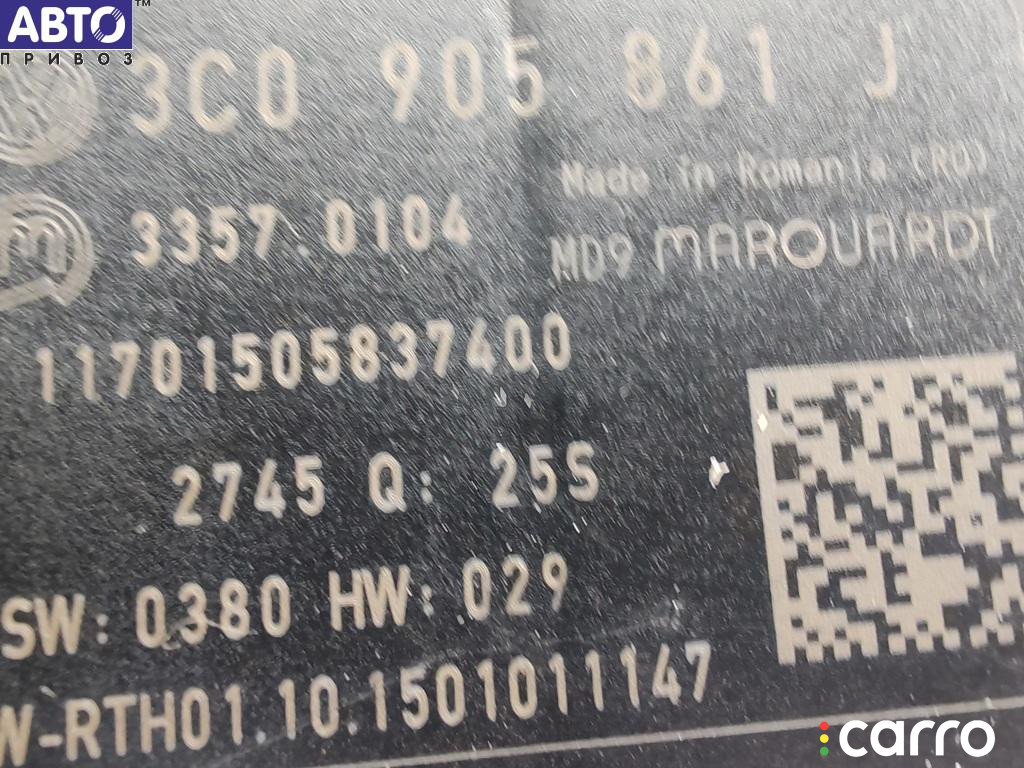 АВТО™
ПРИВОЗ
3C0 905 861 J
Made in Romania (RO)
3357.0104
MD9 MARQUARDT
11701505837400
2745 Q: 25S
SW: 0380 HW: 029
W-RTH01 10.1501011147
carro